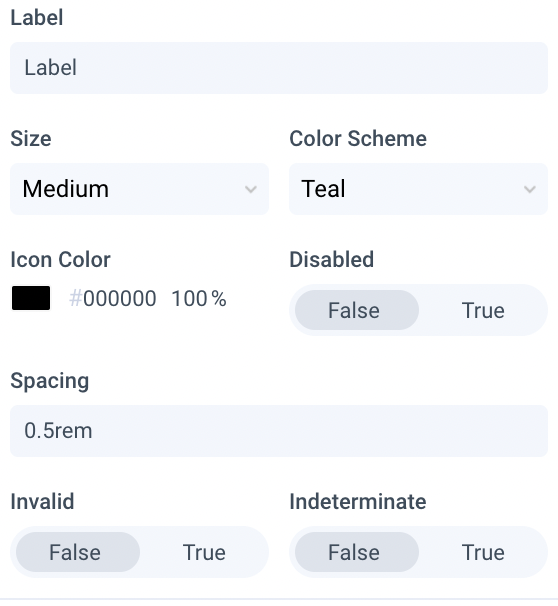 Label
Label
Size Color Scheme
Medium Teal
Icon Color Disabled
#000000 100% False True
Spacing
0.5rem
Invalid Indeterminate
False True False True